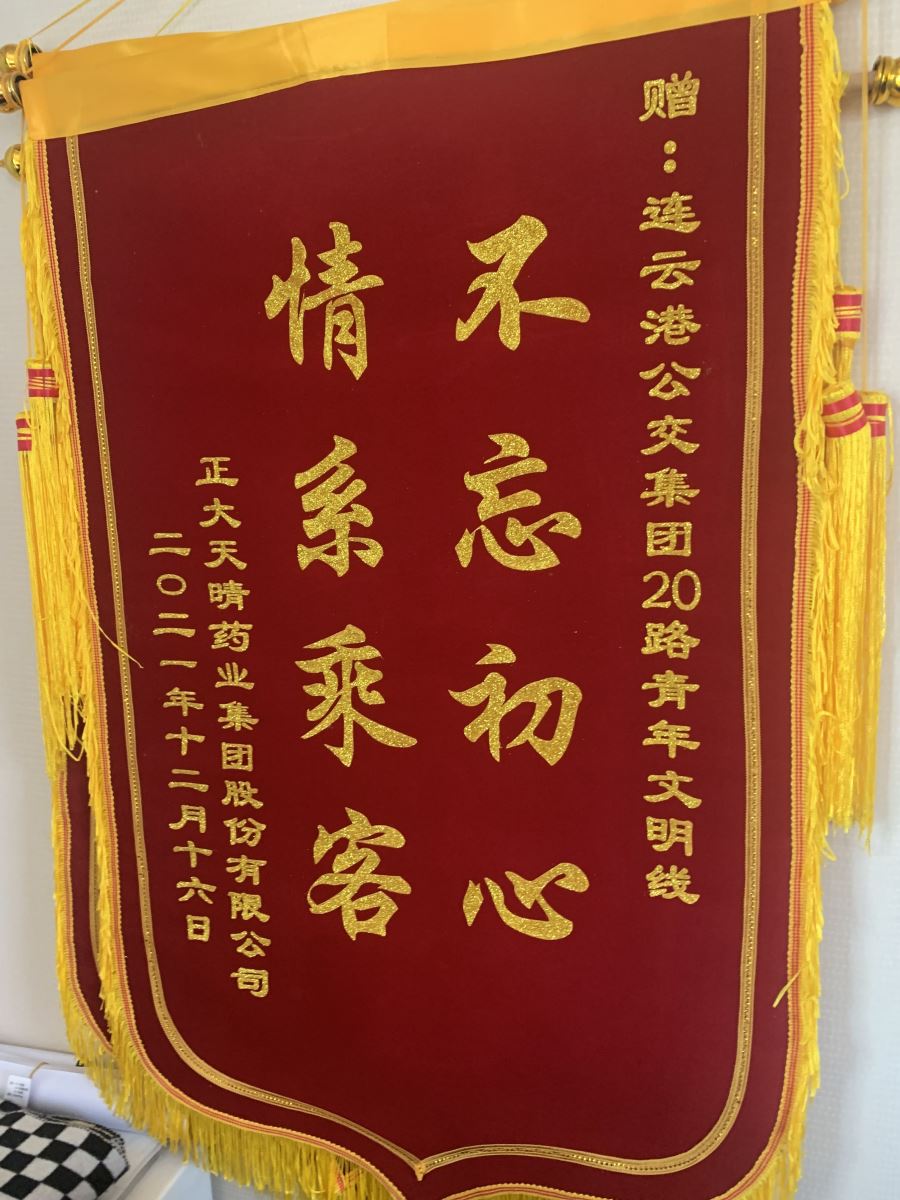 赠：连云港公交集团20路青年文明线
不忘初心
情系乘客
正大天晴药业集团股份有限公司
二〇二一年十二月十六日